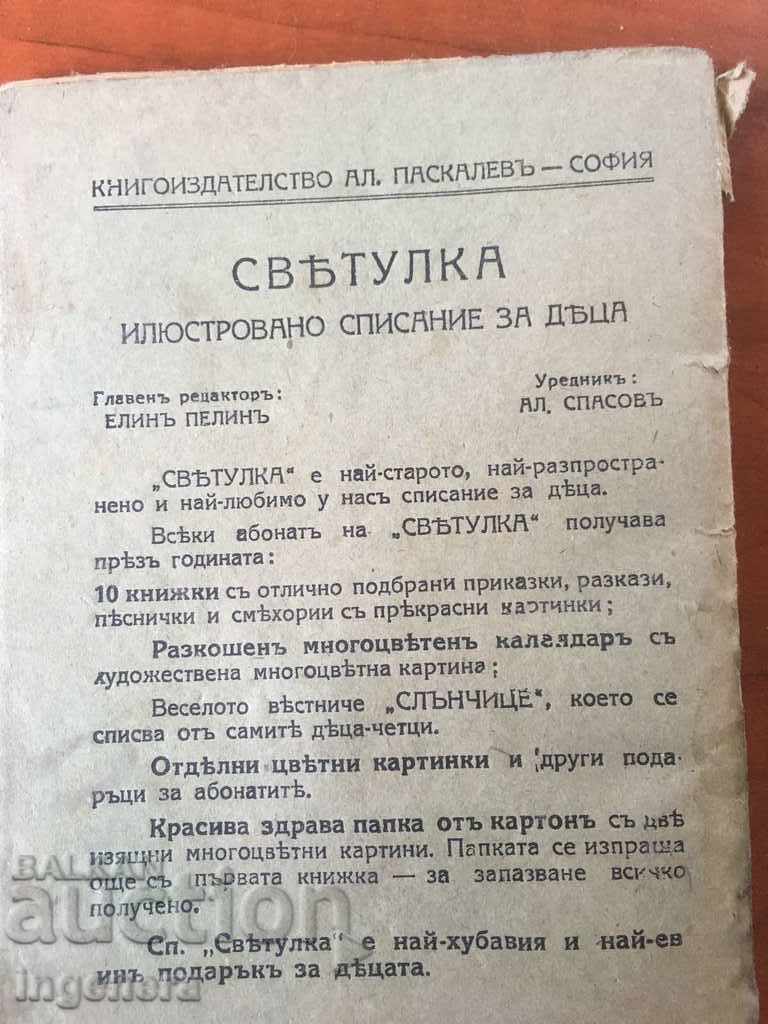 КНИГОИЗДАТЕЛСТВО АЛ. ПАСКАЛЕВЪ — СОФИЯ
СВѢТУЛКА
ИЛЮСТРОВАНО СПИСАНИЕ ЗА ДѢЦА
Главенъ редакторъ:
ЕЛИНЪ ПЕЛИНЪ
Уредникъ:
АЛ. СПАСОВЪ
„СВѢТУЛКА“ е най-старото, най-разпростра-
нено и най-любимо у насъ списание за дѣца.
Всѣки абонатъ на „СВѢТУЛКА“ получава
прѣзъ годината:
10 книжки съ отлично подбрани приказки, разкази,
пѣснички и смѣхории съ прѣкрасни картинки;
Разкошенъ многоцвѣтенъ календаръ съ
художествена многоцвѣтна картина;
Веселото вѣстниче „СЛЪНЧИЦЕ“, което се
списва отъ самитѣ дѣца-четци.
Отдѣлни цвѣтни картинки и други пода-
ръци за абонатитѣ.
Красива здрава папка отъ картонъ съ двѣ
изящни многоцвѣтни картини. Папката се изпраща
още съ първата книжка — за запазване всичко
получено.
Сп. „Свѣтулка“ е най-хубавия и най-ев
инъ подаръкъ за дѣцата.
BALKAN
auction
ingeliera